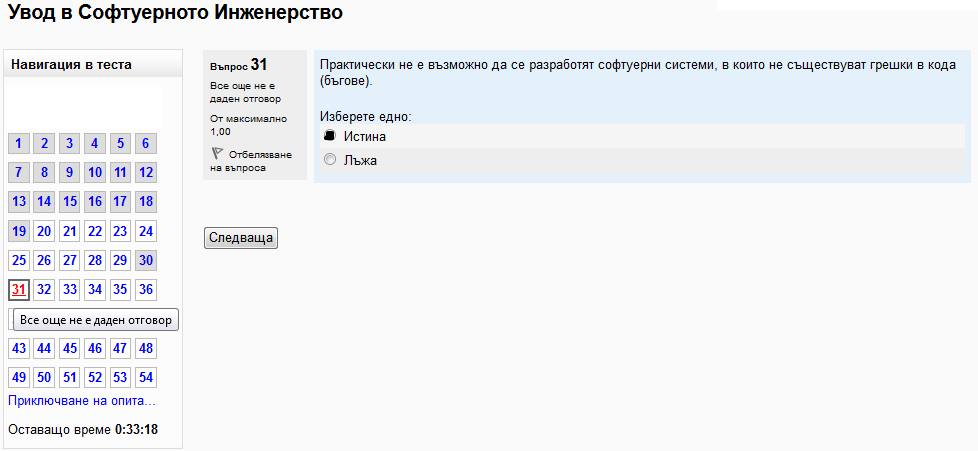 Увод в Софтуерното Инженерство
Навигация в теста
1 2 3 4 5 6
7 8 9 10 11 12
13 14 15 16 17 18
19 20 21 22 23 24
25 26 27 28 29 30
31 32 33 34 35 36
Все още не е даден отговор
43 44 45 46 47 48
49 50 51 52 53 54
Приключване на опита...
Оставащо време 0:33:18
Въпрос 31
Все още не е
даден отговор
От максимално
1,00
Отбелязване
на въпроса
Практически не е възможно да се разработят софтуерни системи, в които не съществуват грешки в кода
(бъгове).
Изберете едно:
Истина
Лъжа
Следваща